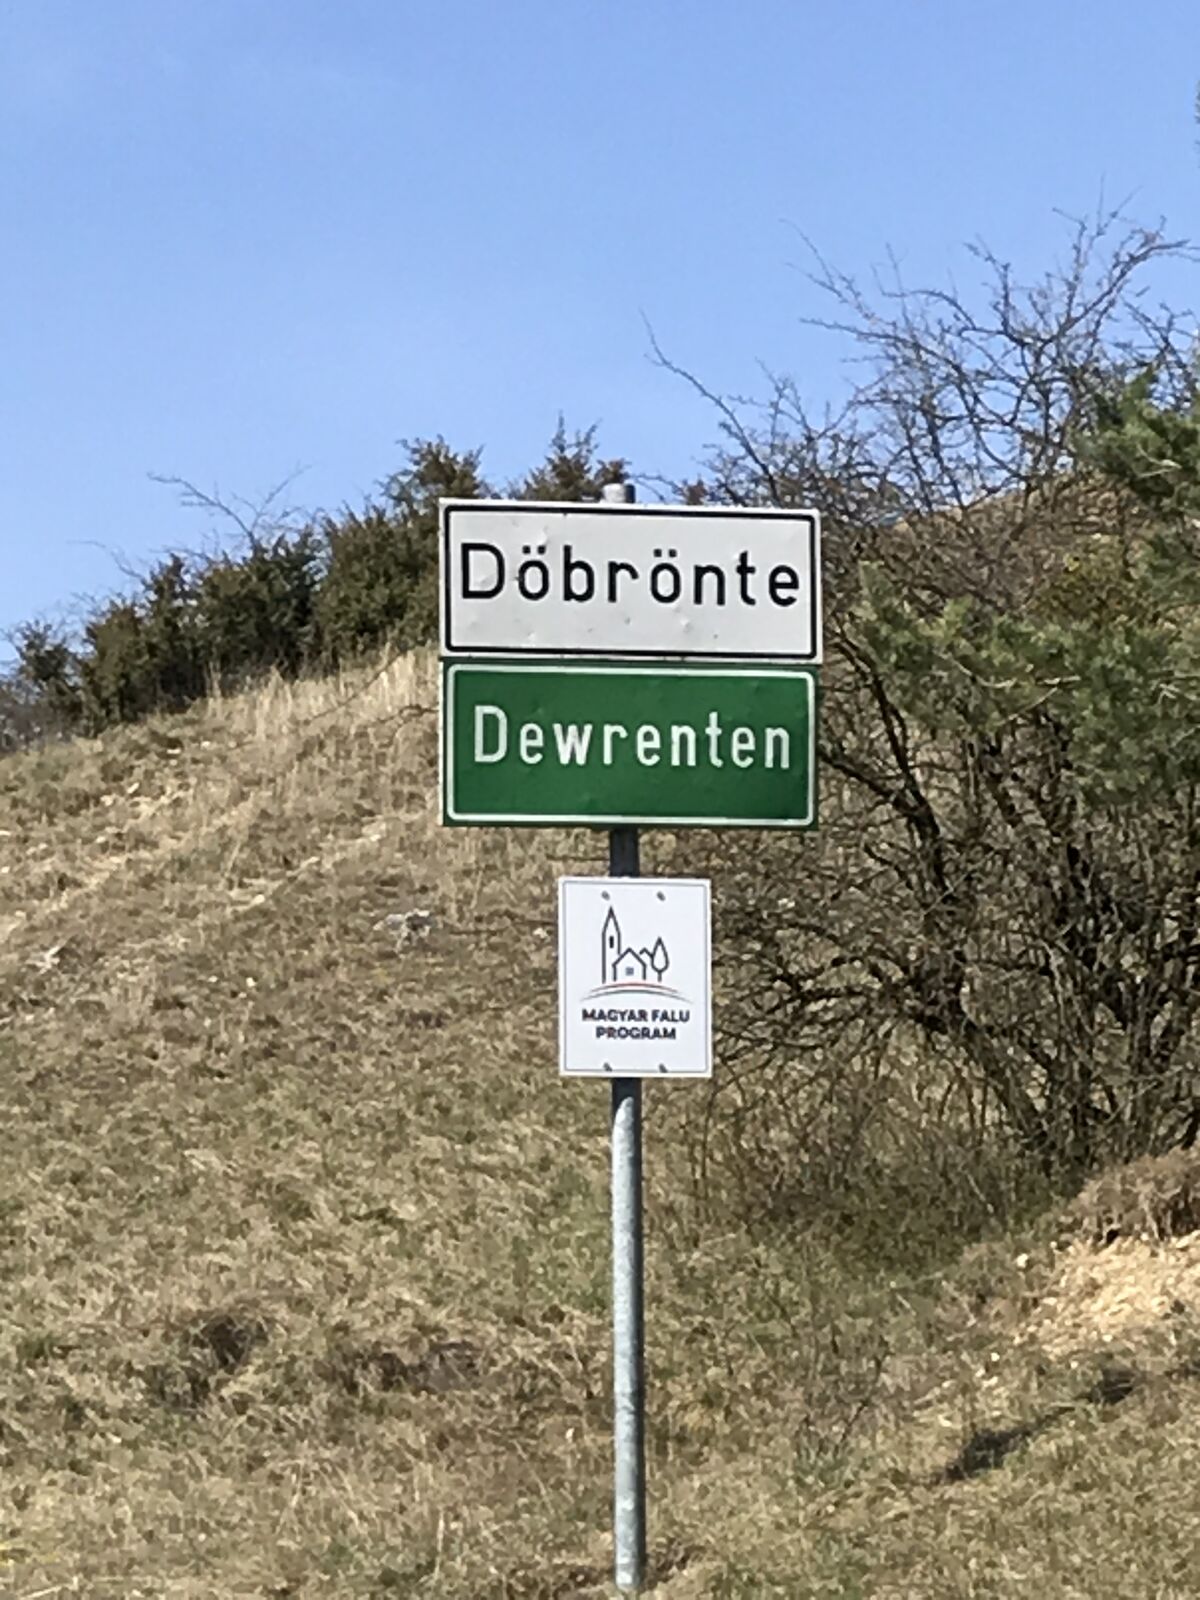 Döbrönte
Dewrenten
MAGYAR FALU
PROGRAM